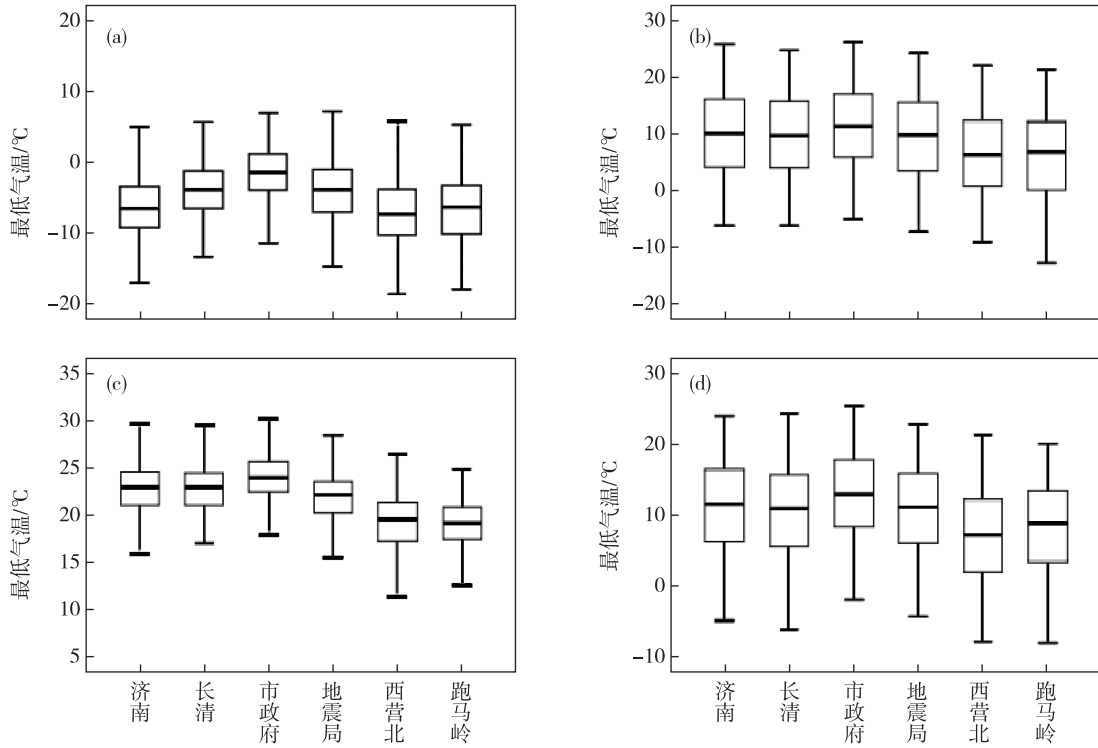 (a)
20
10
0
−10
−20
最低气温/℃
(b)
30
20
10
0
−10
−20
最低气温/℃
(c)
35
30
25
20
15
10
5
最低气温/℃
济南
长清
市政府
地震局
西营北
跑马岭
(d)
30
20
10
0
−10
最低气温/℃
济南
长清
市政府
地震局
西营北
跑马岭